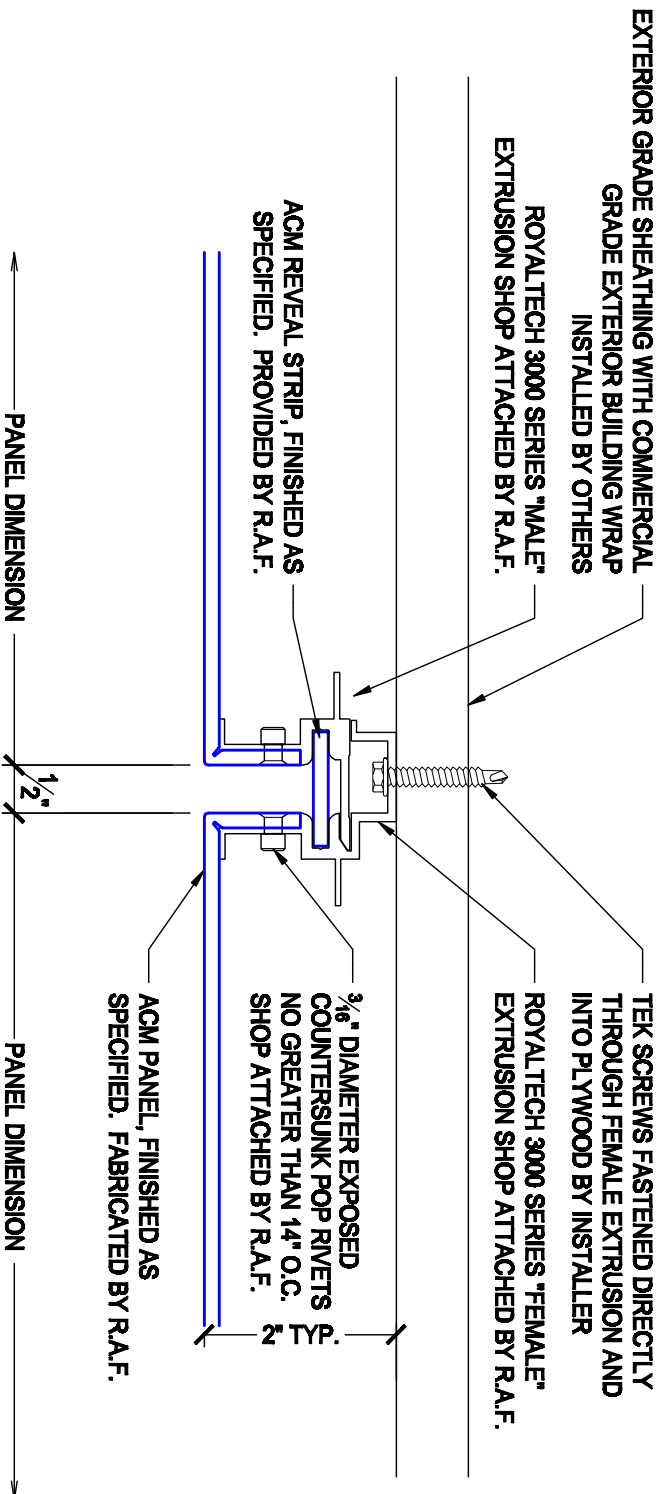 EXTERIOR GRADE SHEATHING WITH COMMERCIAL
GRADE EXTERIOR BUILDING WRAP
INSTALLED BY OTHERS
ROYALTECH 3000 SERIES "MALE"
EXTRUSION SHOP ATTACHED BY R.A.F.
ACM REVEAL STRIP, FINISHED AS
SPECIFIED. PROVIDED BY R.A.F.
TEK SCREWS FASTENED DIRECTLY
THROUGH FEMALE EXTRUSION AND
INTO PLYWOOD BY INSTALLER
ROYALTECH 3000 SERIES "FEMALE"
EXTRUSION SHOP ATTACHED BY R.A.F.
3/16" DIAMETER EXPOSED
COUNTERSUNK POP RIVETS
NO GREATER THAN 14" O.C.
SHOP ATTACHED BY R.A.F.
2" TYP.
ACM PANEL, FINISHED AS
SPECIFIED. FABRICATED BY R.A.F.
PANEL DIMENSION
1/2"
PANEL DIMENSION